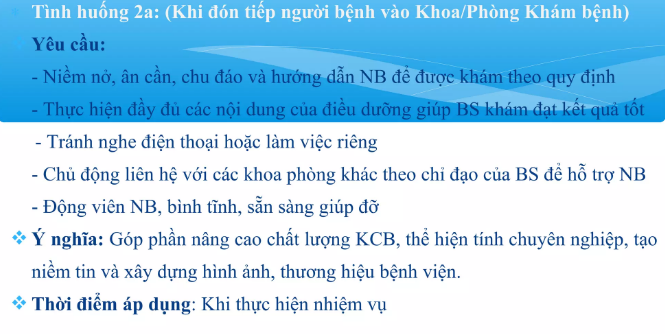 Tình huống 2a: (Khi đón tiếp người bệnh vào Khoa/Phòng Khám bệnh)
Yêu cầu:
- Niềm nở, ân cần, chu đáo và hướng dẫn NB để được khám theo quy định
- Thực hiện đầy đủ các nội dung của điều dưỡng giúp BS khám đạt kết quả tốt
- Tránh nghe điện thoại hoặc làm việc riêng
- Chủ động liên hệ với các khoa phòng khác theo chỉ đạo của BS để hỗ trợ NB
- Động viên NB, bình tĩnh, sẵn sàng giúp đỡ
❖ Ý nghĩa: Góp phần nâng cao chất lượng KCB, thể hiện tính chuyên nghiệp, tạo
niềm tin và xây dựng hình ảnh, thương hiệu bệnh viện.
❖ Thời điểm áp dụng: Khi thực hiện nhiệm vụ